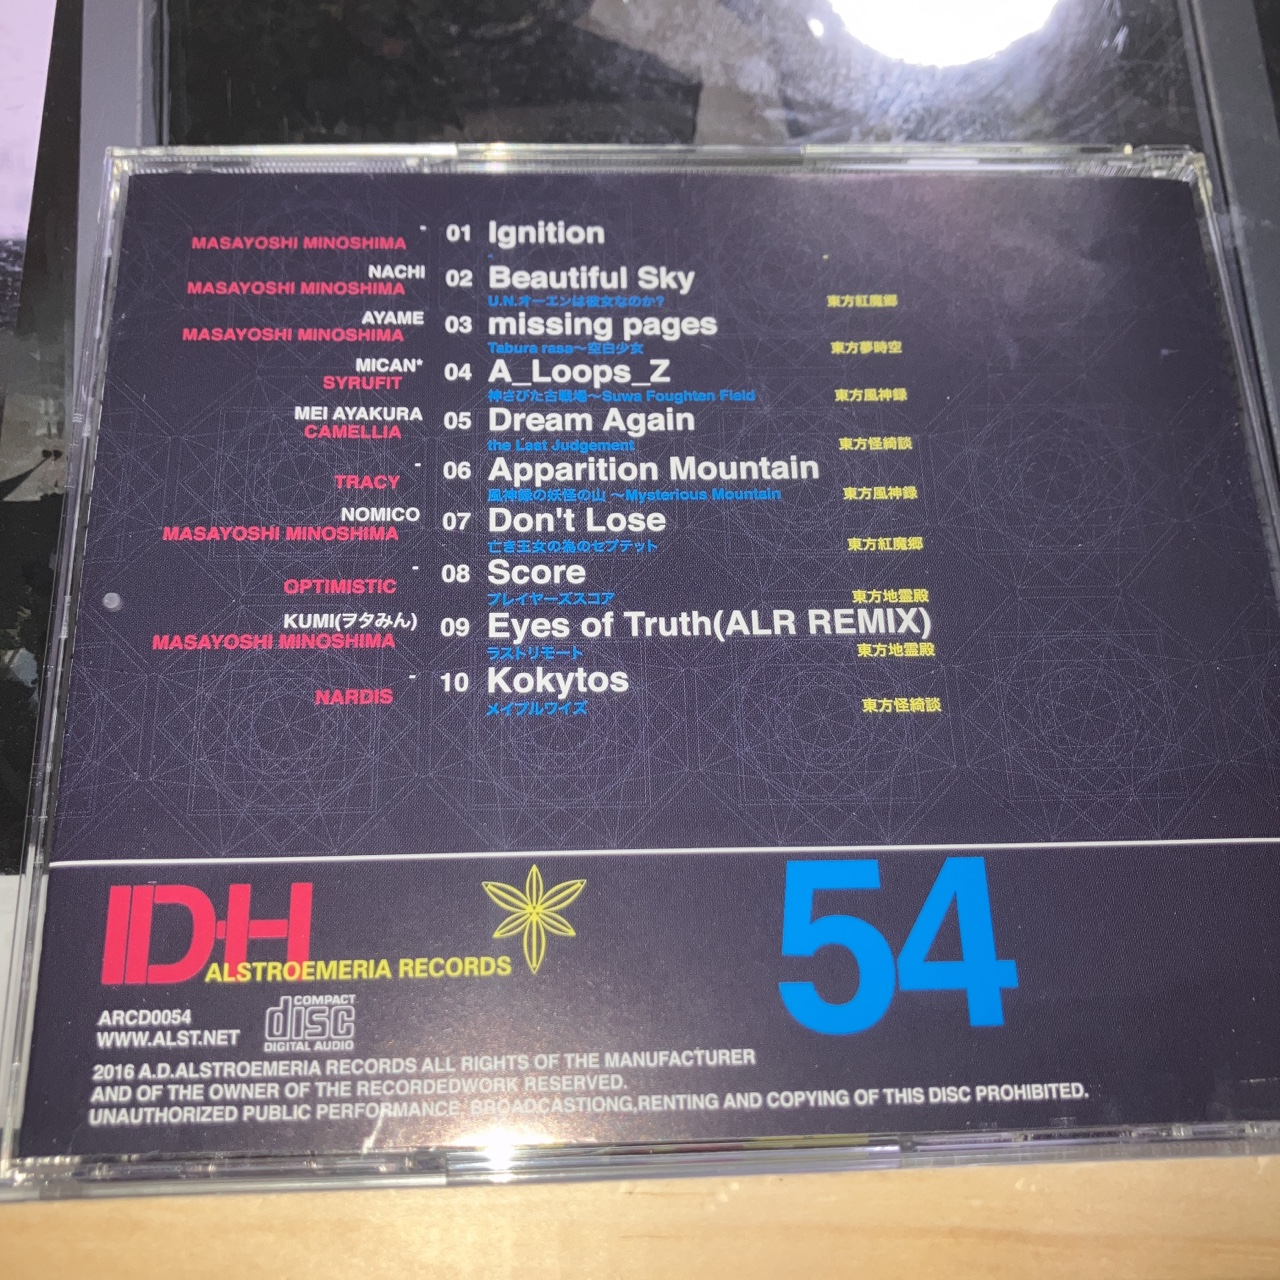 - 01 Ignition
MASAYOSHI MINOSHIMA
NACHI 02 Beautiful Sky
MASAYOSHI MINOSHIMA U.N.オーエンは彼女なのか? 東方紅魔郷
AYAME 03 missing pages
MASAYOSHI MINOSHIMA Tabura rasa～空白少女 東方夢時空
MICAN* 04 A_Loops_Z
SYRUFIT 神さびた古戦場～Suwa Foughten Field 東方風神録
MEI AYAKURA 05 Dream Again
CAMELLIA the Last Judgement 東方怪綺談
- 06 Apparition Mountain
TRACY 風神録の妖怪の山 ～Mysterious Mountain 東方風神録
NOMICO 07 Don't Lose
MASAYOSHI MINOSHIMA 亡き王女の為のセプテット 東方紅魔郷
- 08 Score
OPTIMISTIC プレイヤーズスコア 東方地霊殿
KUMI(ヲタみん) 09 Eyes of Truth(ALR REMIX)
MASAYOSHI MINOSHIMA ラストリモート 東方地霊殿
- 10 Kokytos
NARDIS メイプルワイズ 東方怪綺談
ALSTROEMERIA RECORDS
54
ARCD0054
WWW.ALST.NET
COMPACT
disc
DIGITAL AUDIO
2016 A.D.ALSTROEMERIA RECORDS ALL RIGHTS OF THE MANUFACTURER
AND OF THE OWNER OF THE RECORDEDWORK RESERVED.
UNAUTHORIZED PUBLIC PERFORMANCE, BROADCASTIONG,RENTING AND COPYING OF THIS DISC PROHIBITED.